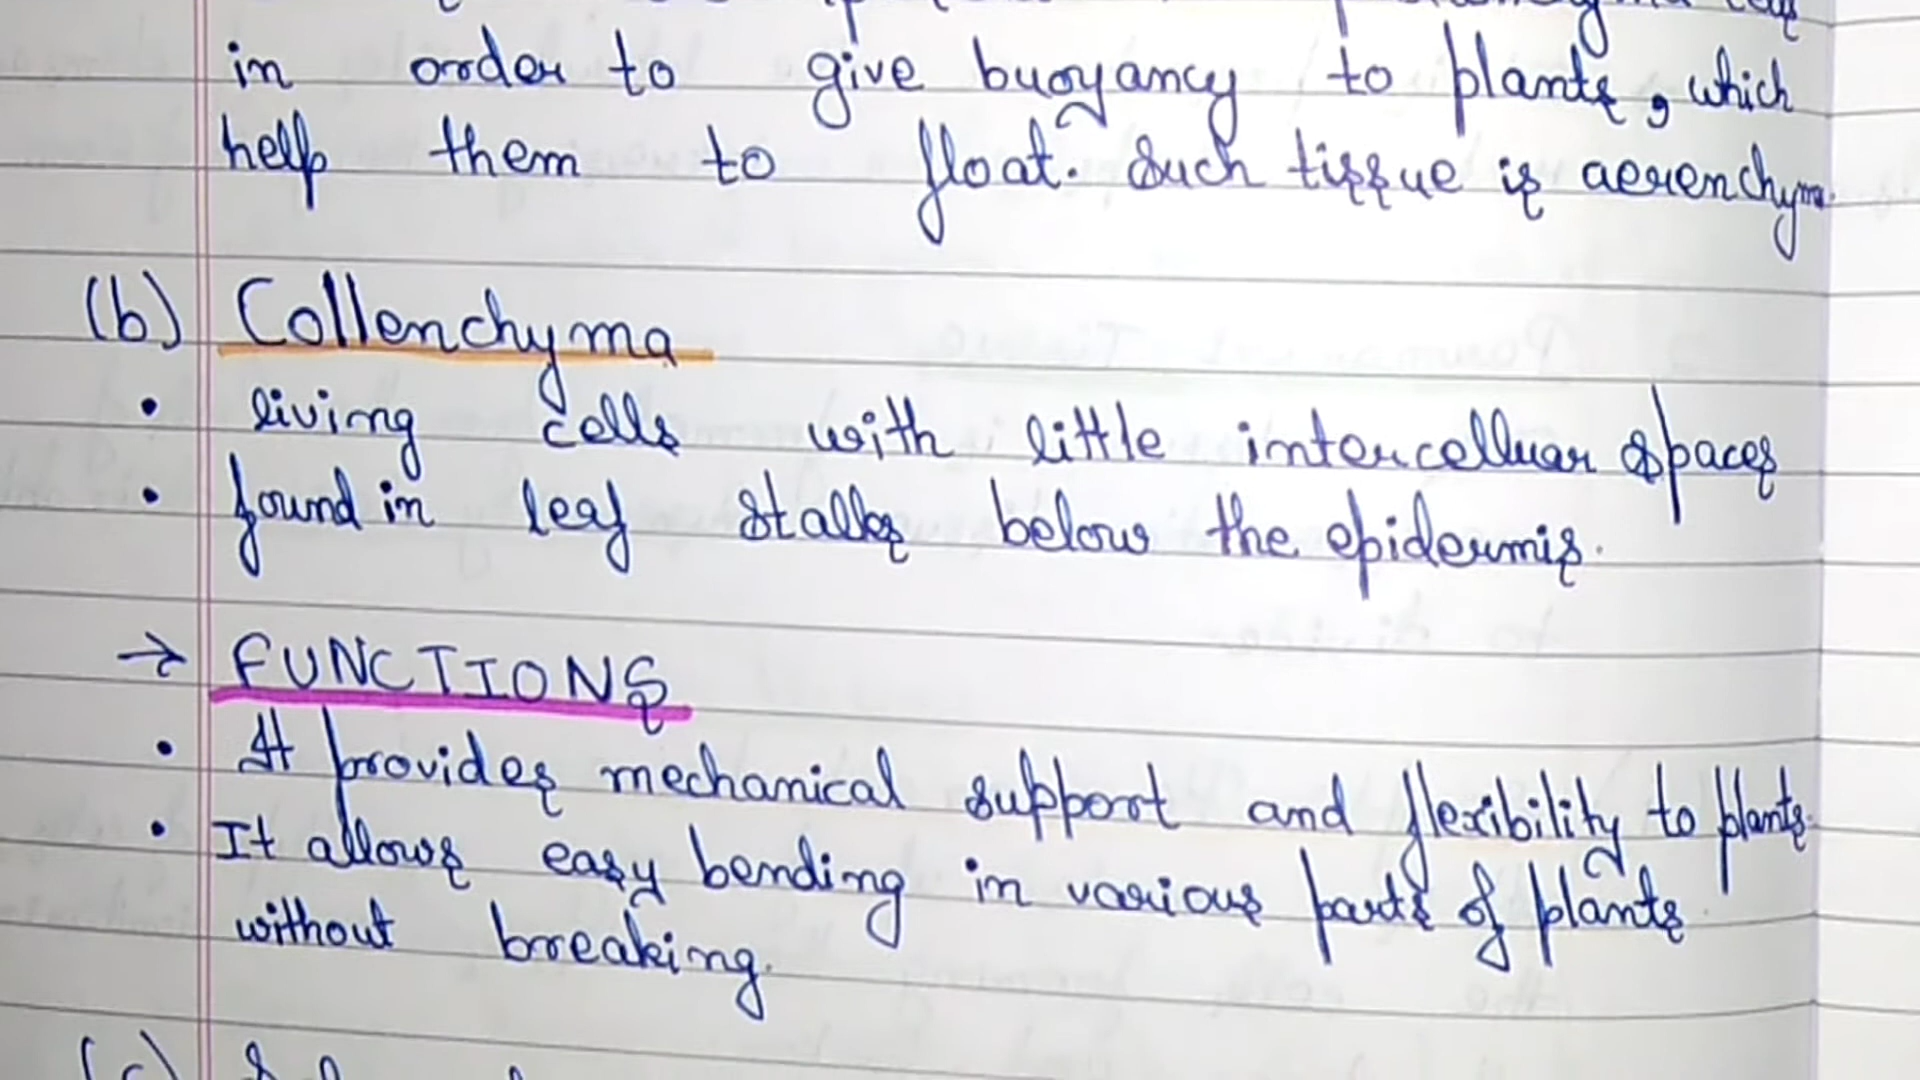 in order to give buoyancy to plants, which
help them to float. Such tissue is aerenchyma.
(b) Collenchyma
• living cells with little intercelluar spaces
• found in leaf stalks below the epidermis.
→ FUNCTIONS
• It provides mechanical support and flexibility to plants.
• It allows easy bending in various parts of plants
without breaking.
(c)